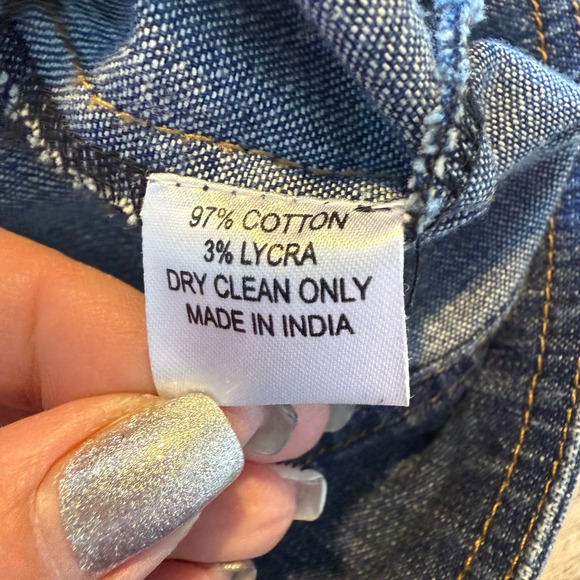 97% COTTON
3% LYCRA
DRY CLEAN ONLY
MADE IN INDIA